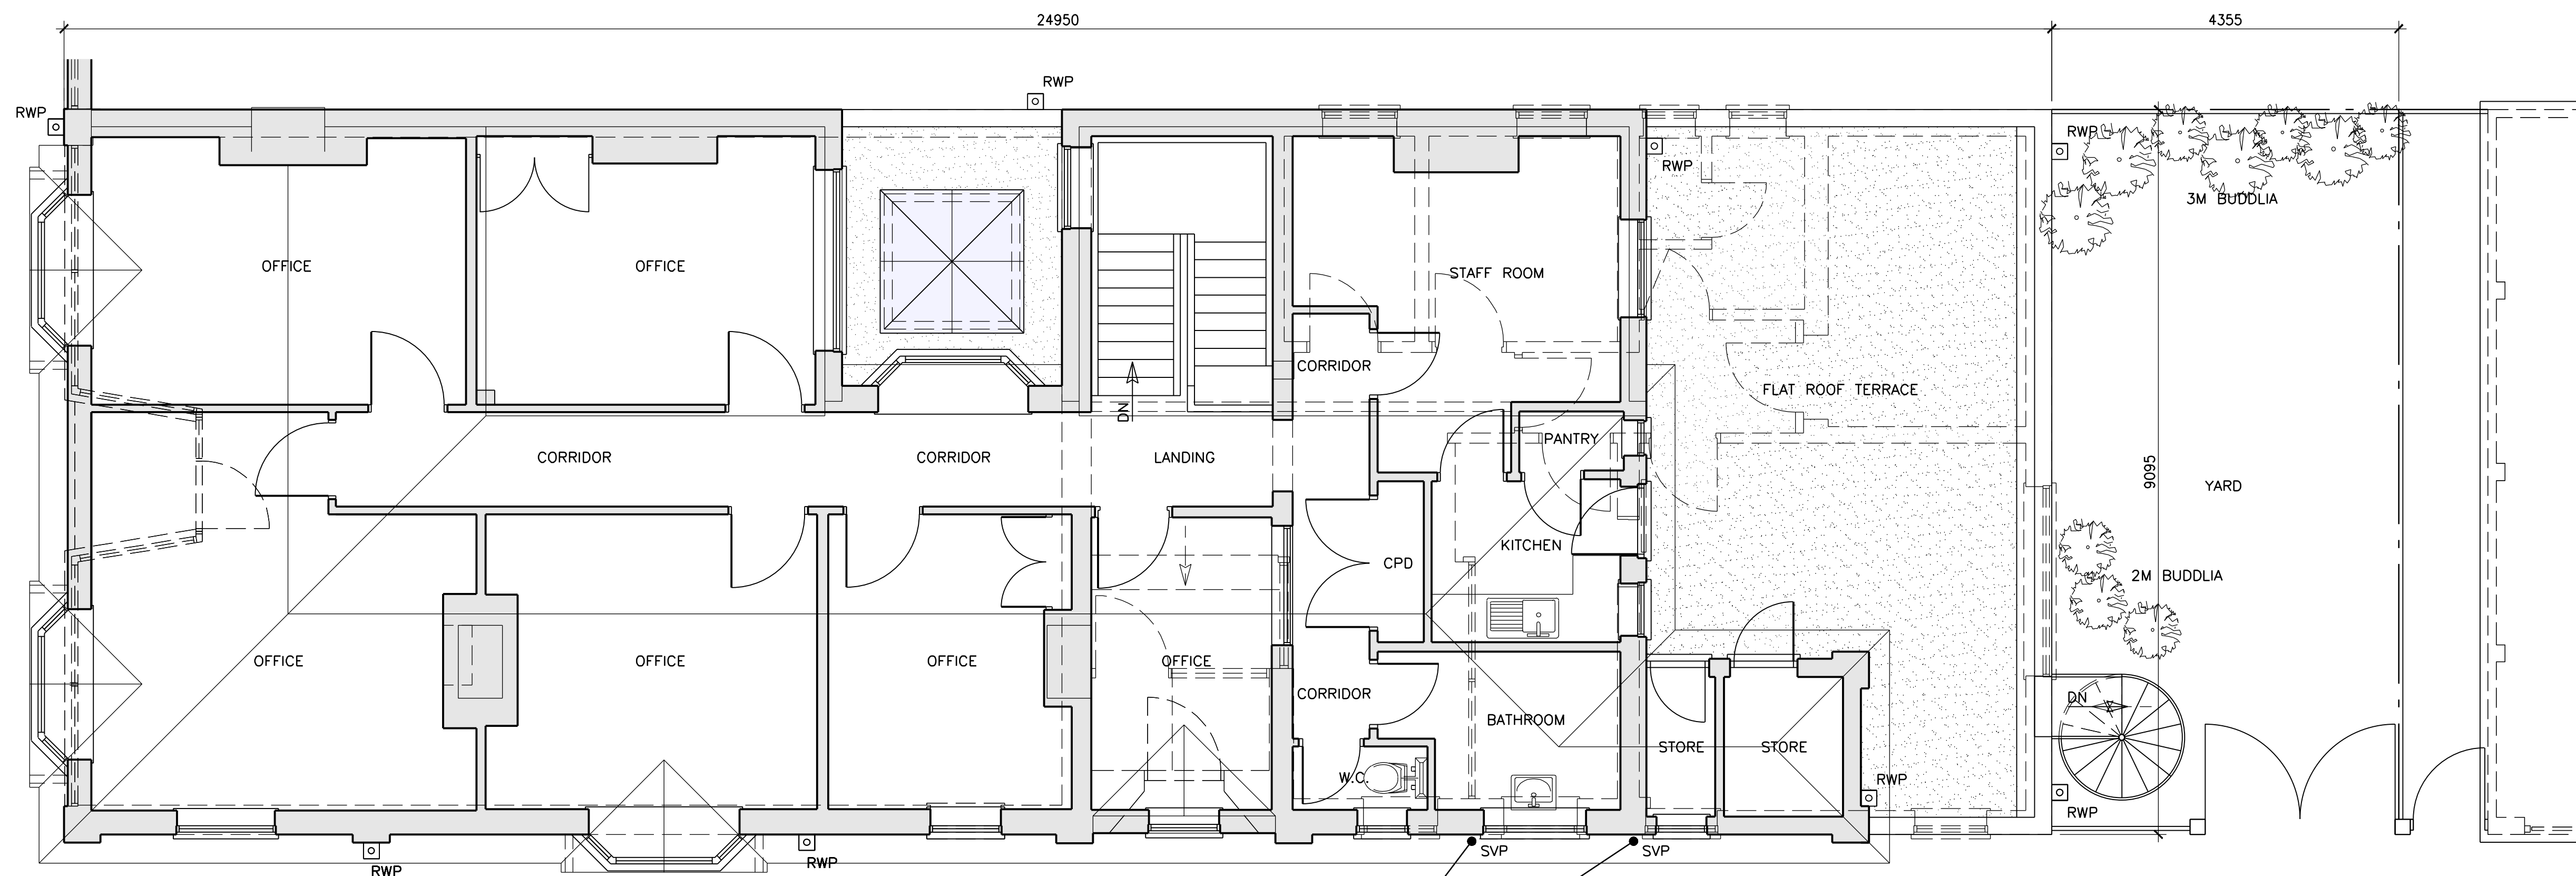 24950
4355
RWP
RWP
RWP
RWP
3M BUDDLIA
OFFICE
OFFICE
STAFF ROOM
CORRIDOR
FLAT ROOF TERRACE
DN
PANTRY
CORRIDOR
CORRIDOR
LANDING
9095
YARD
KITCHEN
CPD
2M BUDDLIA
OFFICE
OFFICE
OFFICE
OFFICE
CORRIDOR
DN
BATHROOM
STORE
STORE
W.C.
RWP
RWP
SVP
SVP
RWP
RWP